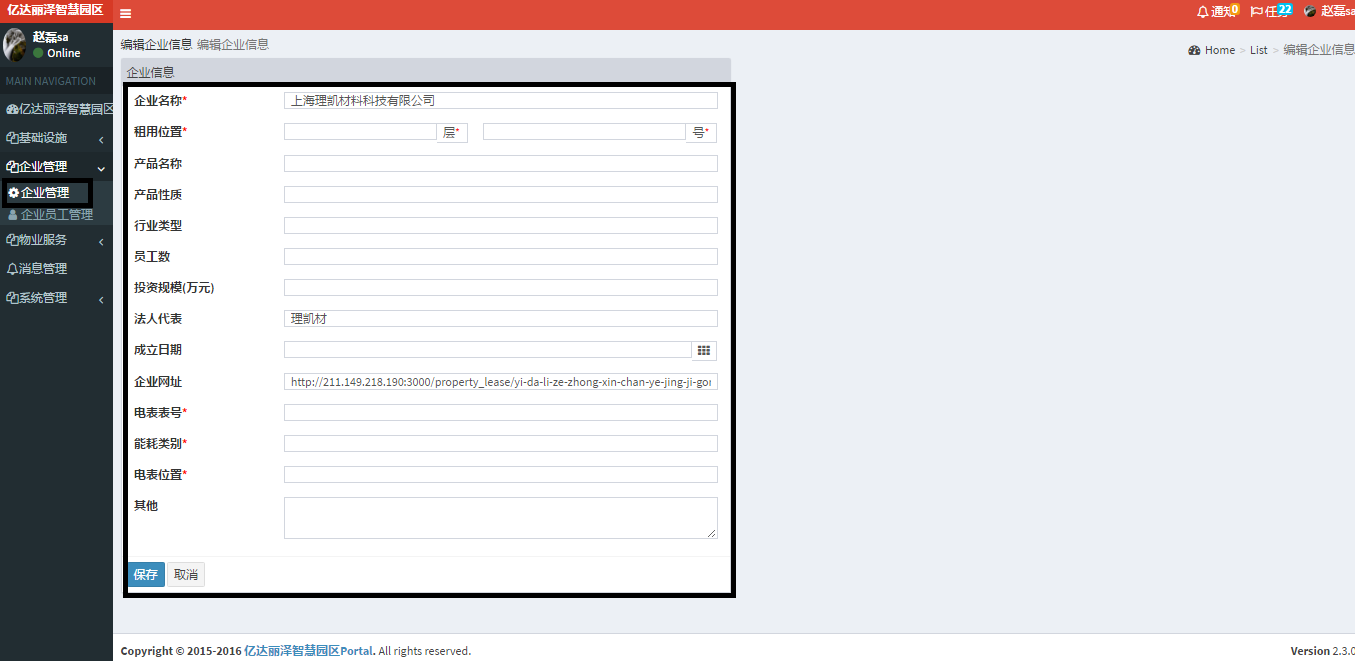 亿达丽泽智慧园区
通知0 任务22 赵磊sa
赵磊sa
Online
MAIN NAVIGATION
亿达丽泽智慧园区
基础设施
企业管理
企业管理
企业员工管理
物业服务
消息管理
系统管理
编辑企业信息 编辑企业信息
Home > List > 编辑企业信息
企业信息
企业名称* 上海理凯材料科技有限公司
租用位置* 层* 号*
产品名称
产品性质
行业类型
员工数
投资规模(万元)
法人代表 理凯材
成立日期
企业网址 http://211.149.218.190:3000/property_lease/yi-da-li-ze-zhong-xin-chan-ye-jing-ji-gor
电表表号*
能耗类别*
电表位置*
其他
保存 取消
Copyright © 2015-2016 亿达丽泽智慧园区Portal. All rights reserved.
Version 2.3.0